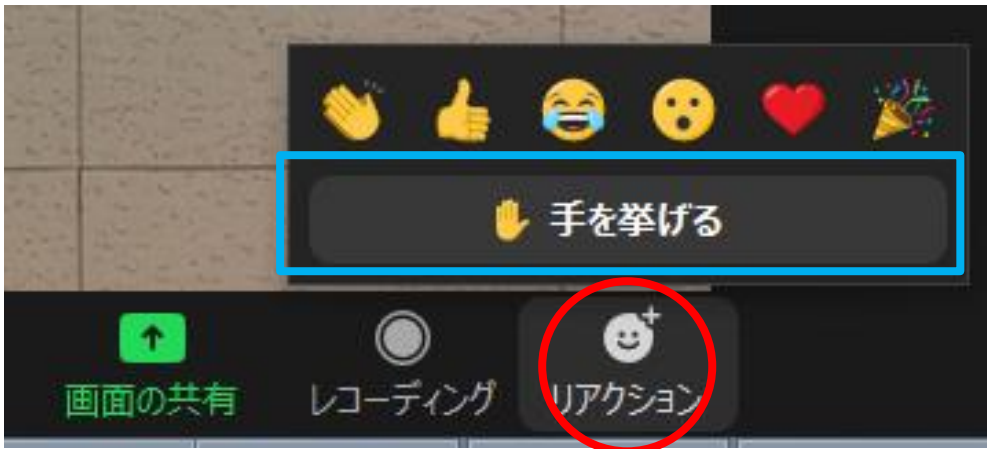 手を挙げる
画面の共有
レコーディング
リアクション